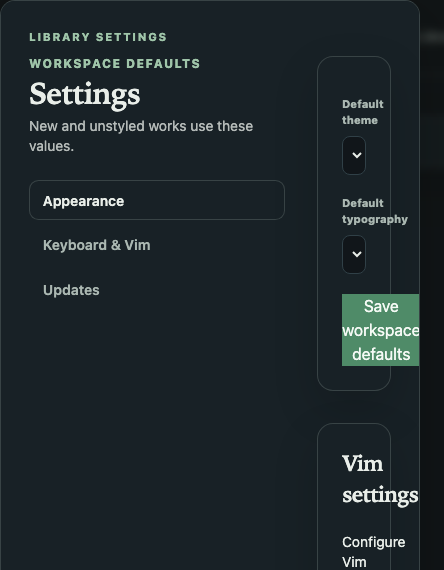 LIBRARY SETTINGS
WORKSPACE DEFAULTS
Settings
New and unstyled works use these
values.
Appearance
Keyboard & Vim
Updates
Default
theme
Default
typography
Save
workspace
defaults
Vim
settings
Configure
Vim